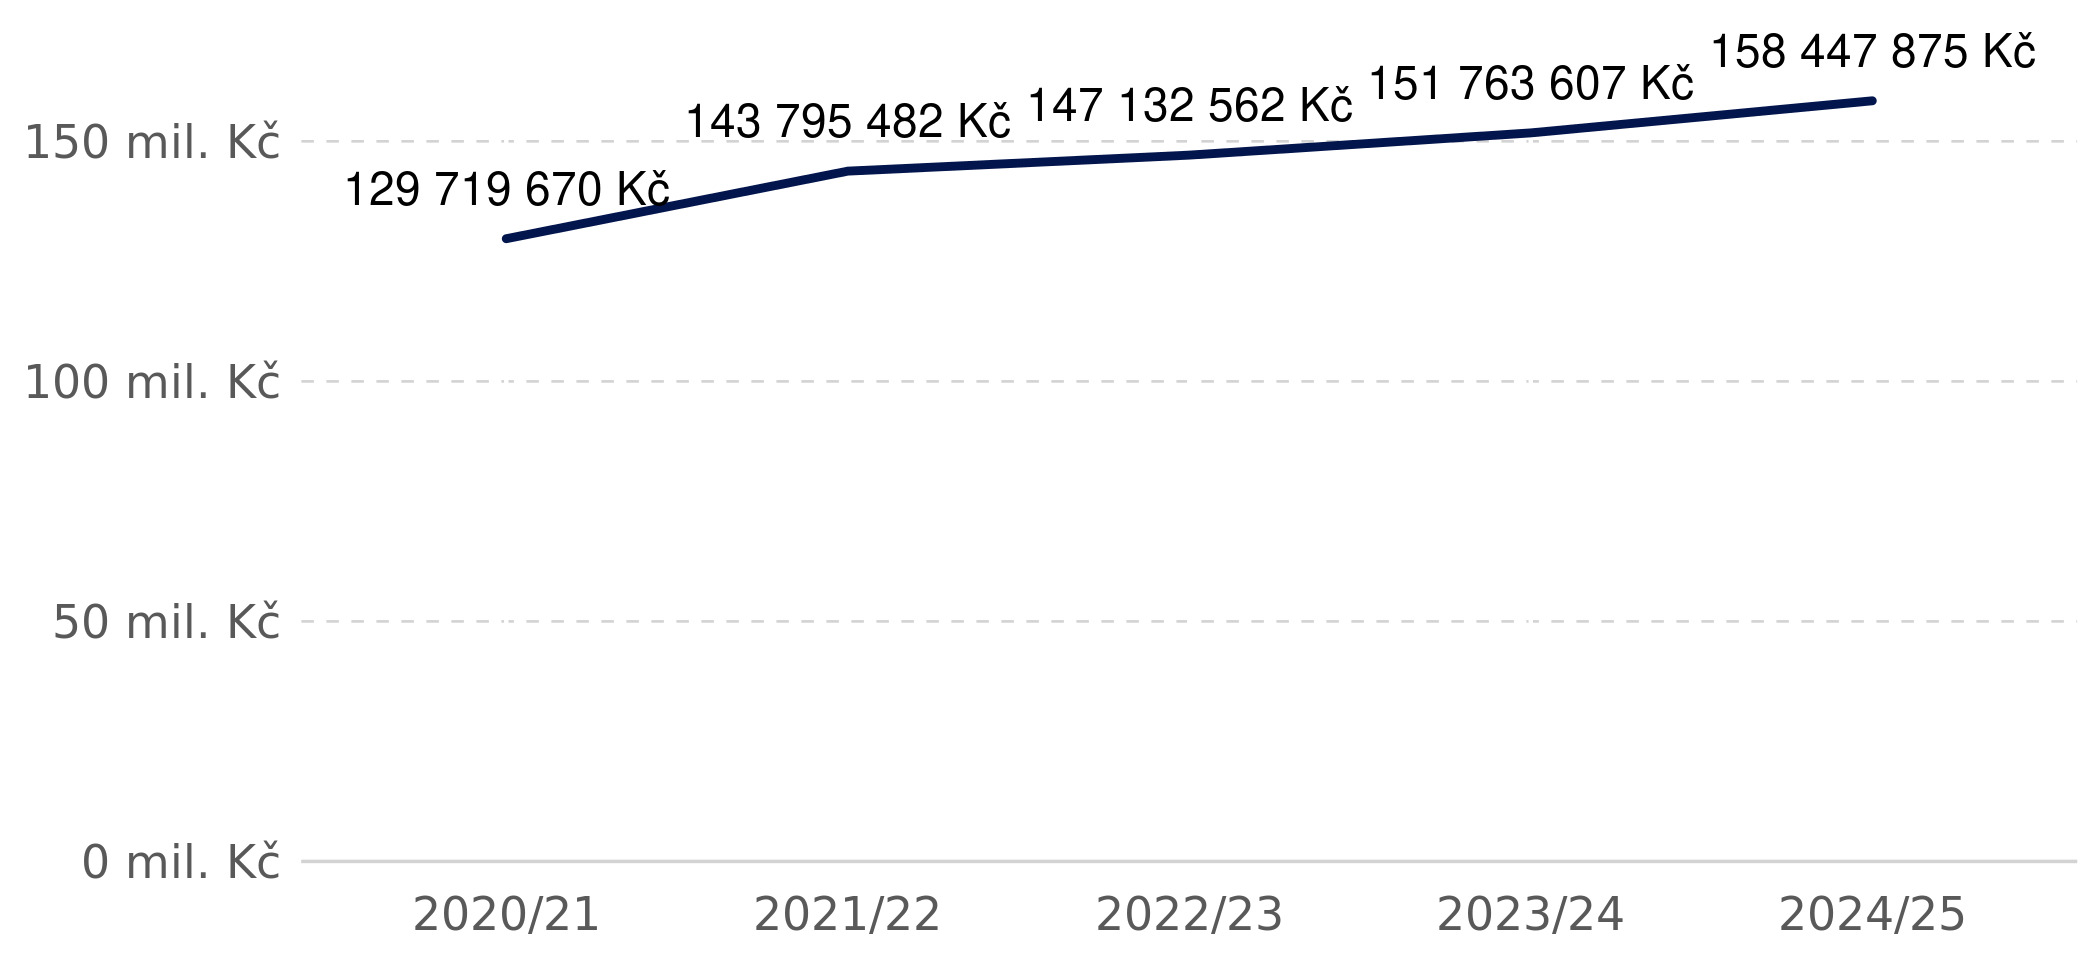 158 447 875 Kč
151 763 607 Kč
147 132 562 Kč
143 795 482 Kč
129 719 670 Kč
150 mil. Kč
100 mil. Kč
50 mil. Kč
0 mil. Kč
2020/21 2021/22 2022/23 2023/24 2024/25